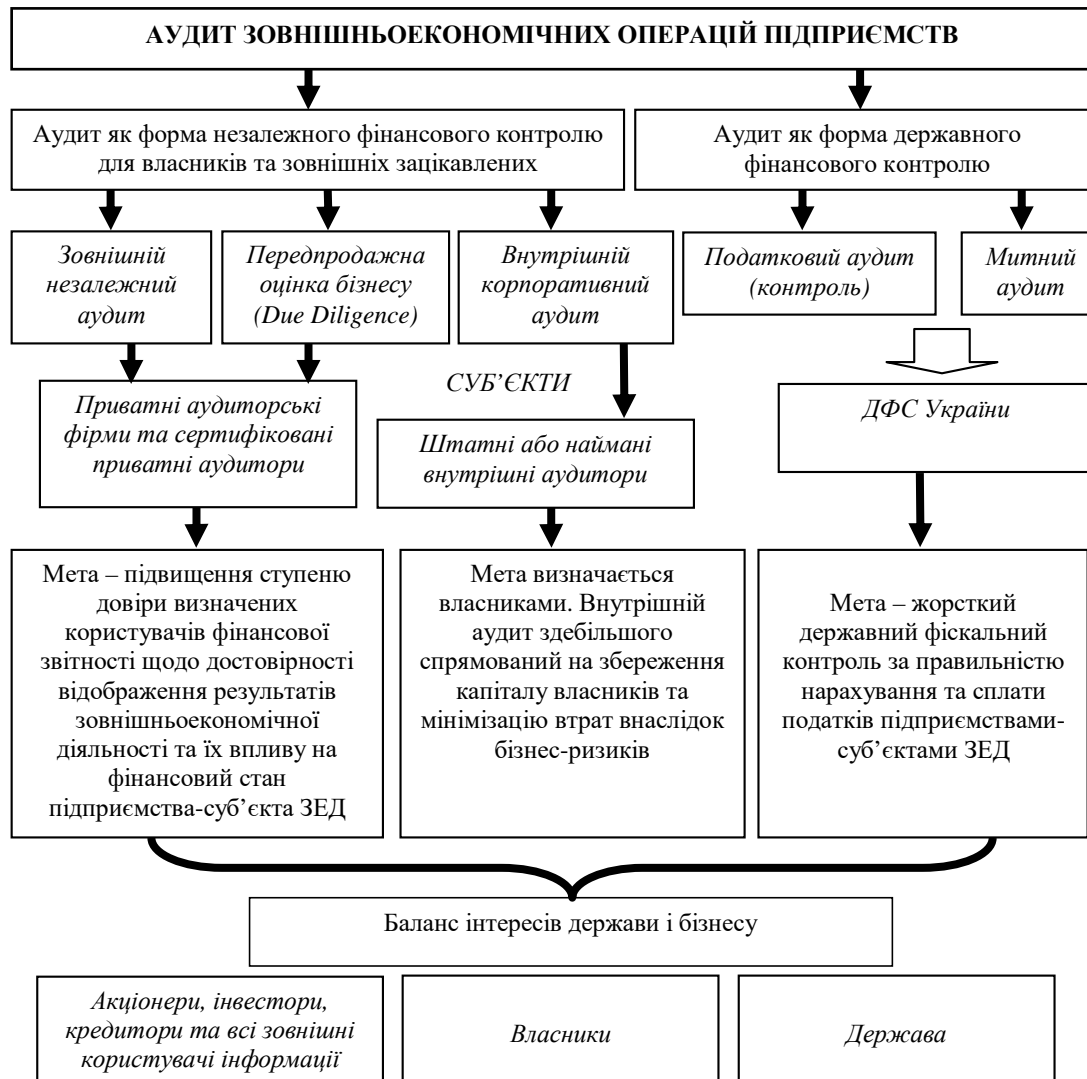 АУДИТ ЗОВНІШНЬОЕКОНОМІЧНИХ ОПЕРАЦІЙ ПІДПРИЄМСТВ
Аудит як форма незалежного фінансового контролю
для власників та зовнішніх зацікавлених
Аудит як форма державного
фінансового контролю
Зовнішній
незалежний
аудит
Передпродажна
оцінка бізнесу
(Due Diligence)
Внутрішній
корпоративний
аудит
Податковий аудит
(контроль)
Митний
аудит
СУБ’ЄКТИ
Приватні аудиторські
фірми та сертифіковані
приватні аудитори
Штатні або наймані
внутрішні аудитори
ДФС України
Мета – підвищення ступеню
довіри визначених
користувачів фінансової
звітності щодо достовірності
відображення результатів
зовнішньоекономічної
діяльності та їх впливу на
фінансовий стан
підприємства-суб’єкта ЗЕД
Мета визначається
власниками. Внутрішній
аудит здебільшого
спрямований на збереження
капіталу власників та
мінімізацію втрат внаслідок
бізнес-ризиків
Мета – жорсткий
державний фіскальний
контроль за правильністю
нарахування та сплати
податків підприємствами-
суб’єктами ЗЕД
Баланс інтересів держави і бізнесу
Акціонери, інвестори,
кредитори та всі зовнішні
користувачі інформації
Власники
Держава